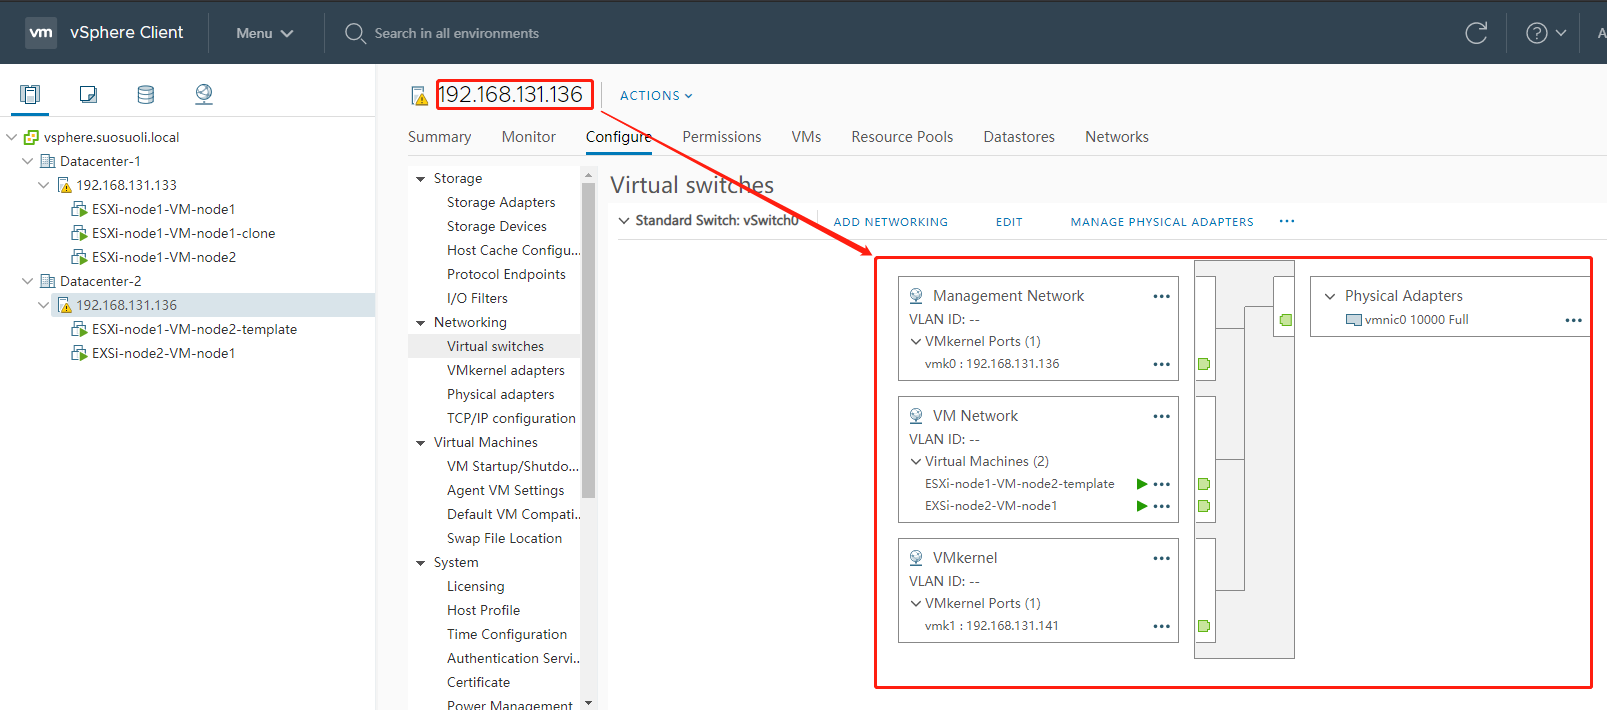 vm vSphere Client Menu Search in all environments ? A
vsphere.suosuoli.local
Datacenter-1
192.168.131.133
ESXi-node1-VM-node1
ESXi-node1-VM-node1-clone
ESXi-node1-VM-node2
Datacenter-2
192.168.131.136
ESXi-node1-VM-node2-template
EXSi-node2-VM-node1
192.168.131.136 ACTIONS
Summary Monitor Configure Permissions VMs Resource Pools Datastores Networks
Storage
Storage Adapters
Storage Devices
Host Cache Configu...
Protocol Endpoints
I/O Filters
Networking
Virtual switches
VMkernel adapters
Physical adapters
TCP/IP configuration
Virtual Machines
VM Startup/Shutdo...
Agent VM Settings
Default VM Compati..
Swap File Location
System
Licensing
Host Profile
Time Configuration
Authentication Servi..
Certificate
Power Management
Virtual switches
Standard Switch: vSwitch0 ADD NETWORKING EDIT MANAGE PHYSICAL ADAPTERS ...
Management Network ...
VLAN ID: --
VMkernel Ports (1)
vmk0 : 192.168.131.136 ...
VM Network ...
VLAN ID: --
Virtual Machines (2)
ESXi-node1-VM-node2-template ...
EXSi-node2-VM-node1 ...
VMkernel ...
VLAN ID: --
VMkernel Ports (1)
vmk1 : 192.168.131.141 ...
Physical Adapters
vmnic0 10000 Full ...